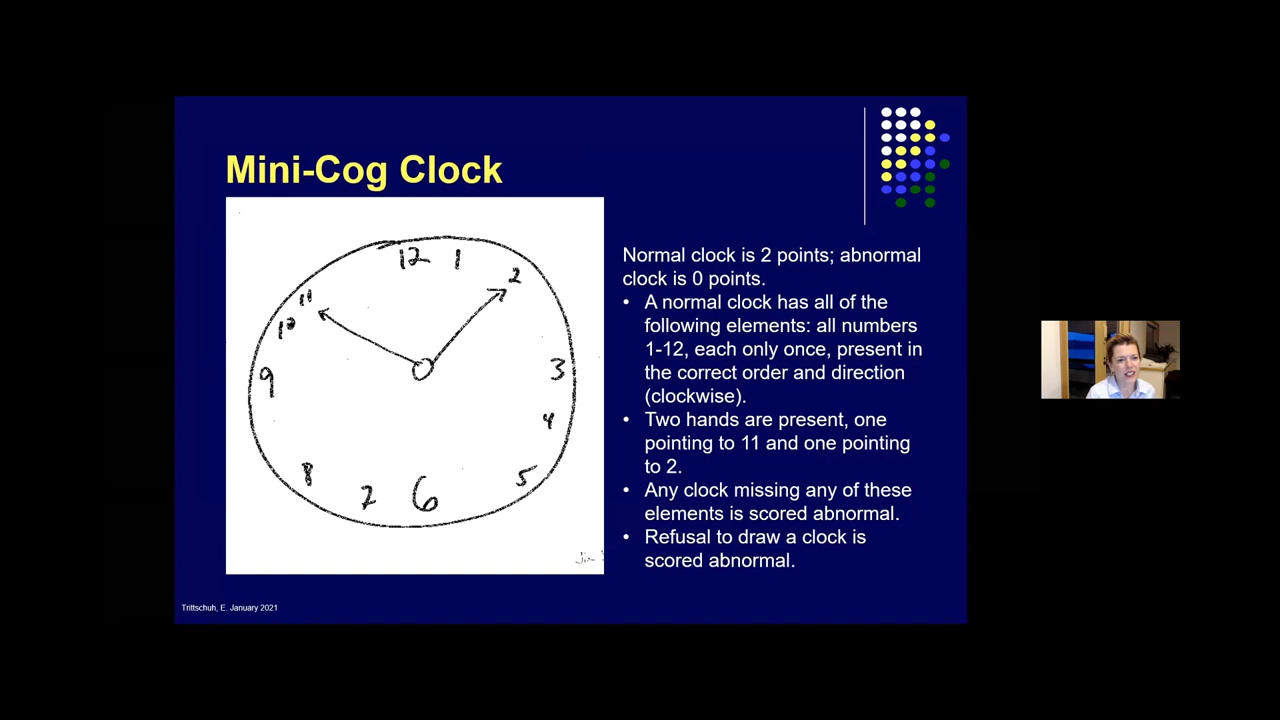 Mini-Cog Clock
12 1
2
11
10
9
3
4
8
5
7
6
Normal clock is 2 points; abnormal
clock is 0 points.
• A normal clock has all of the
following elements: all numbers
1-12, each only once, present in
the correct order and direction
(clockwise).
• Two hands are present, one
pointing to 11 and one pointing
to 2.
• Any clock missing any of these
elements is scored abnormal.
• Refusal to draw a clock is
scored abnormal.
Trittschuh, E. January 2021